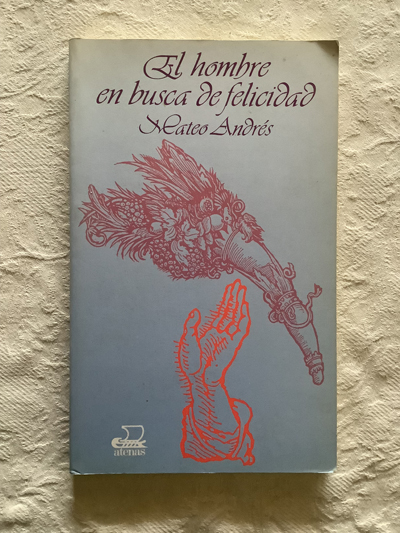 El hombre
en busca de felicidad
Mateo Andrés
atenas